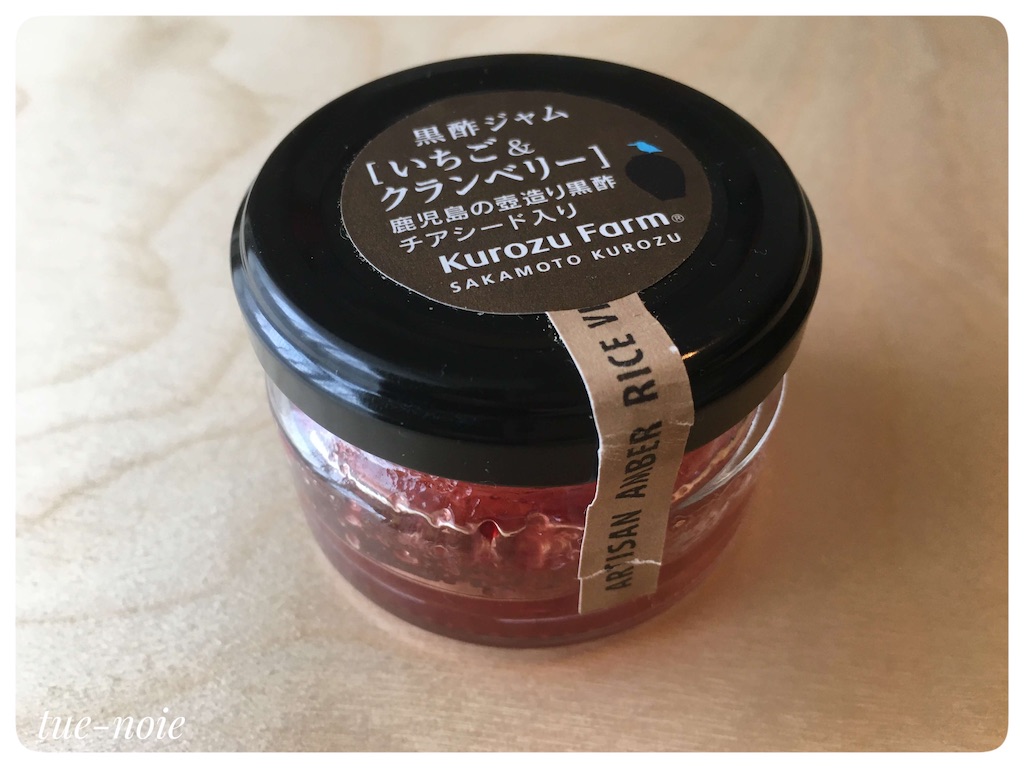 黒酢ジャム
[いちご&
クランベリー]
鹿児島の壺造り黒酢
チアシード入り
Kurozu Farm®
SAKAMOTO KUROZU
ARTISAN AMBER RICE
tue-noie